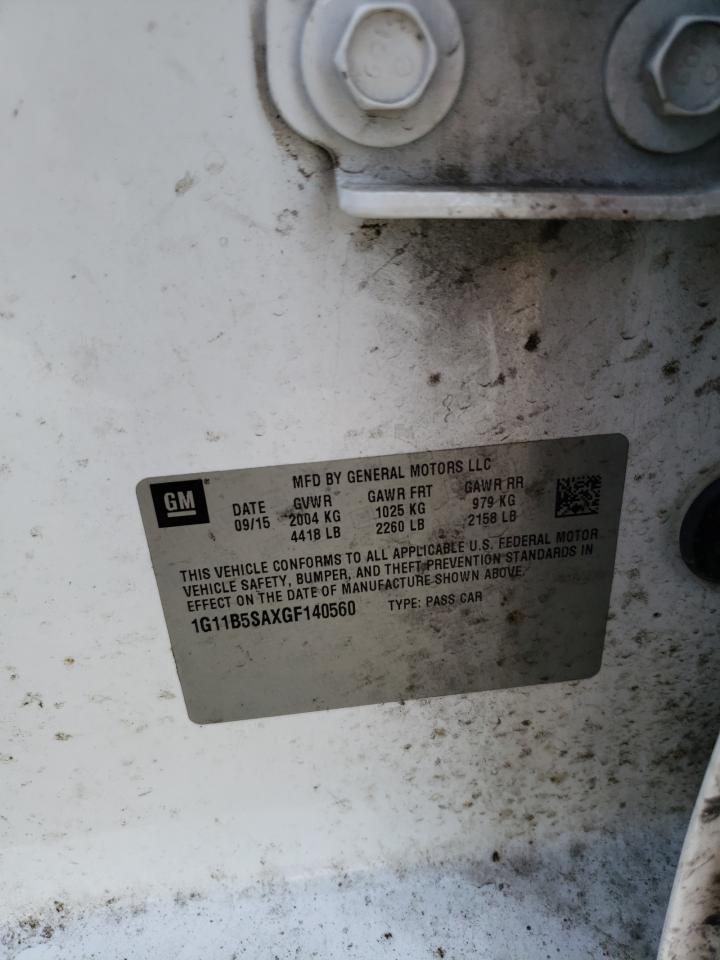 MFD BY GENERAL MOTORS LLC
GM
DATE GVWR GAWR FRT GAWR RR
09/15 2004 KG 1025 KG 979 KG
4418 LB 2260 LB 2158 LB
THIS VEHICLE CONFORMS TO ALL APPLICABLE U.S. FEDERAL MOTOR
VEHICLE SAFETY, BUMPER, AND THEFT PREVENTION STANDARDS IN
EFFECT ON THE DATE OF MANUFACTURE SHOWN ABOVE.
1G11B5SAXGF140560 TYPE: PASS CAR